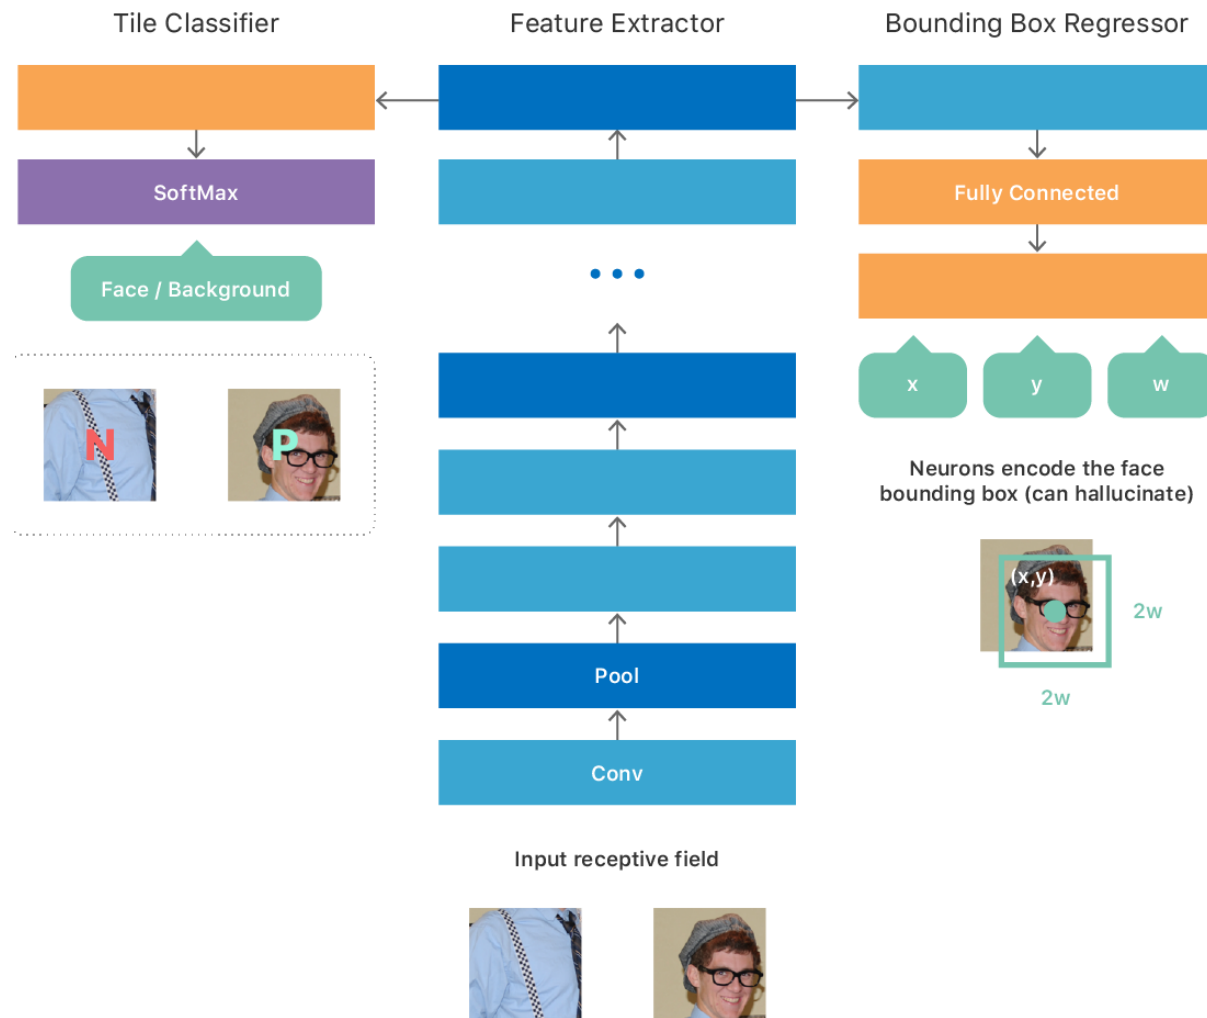 Tile Classifier
Feature Extractor
Bounding Box Regressor
SoftMax
Fully Connected
Face / Background
x
y
w
N
P
Neurons encode the face
bounding box (can hallucinate)
(x,y)
2w
2w
Pool
Conv
Input receptive field